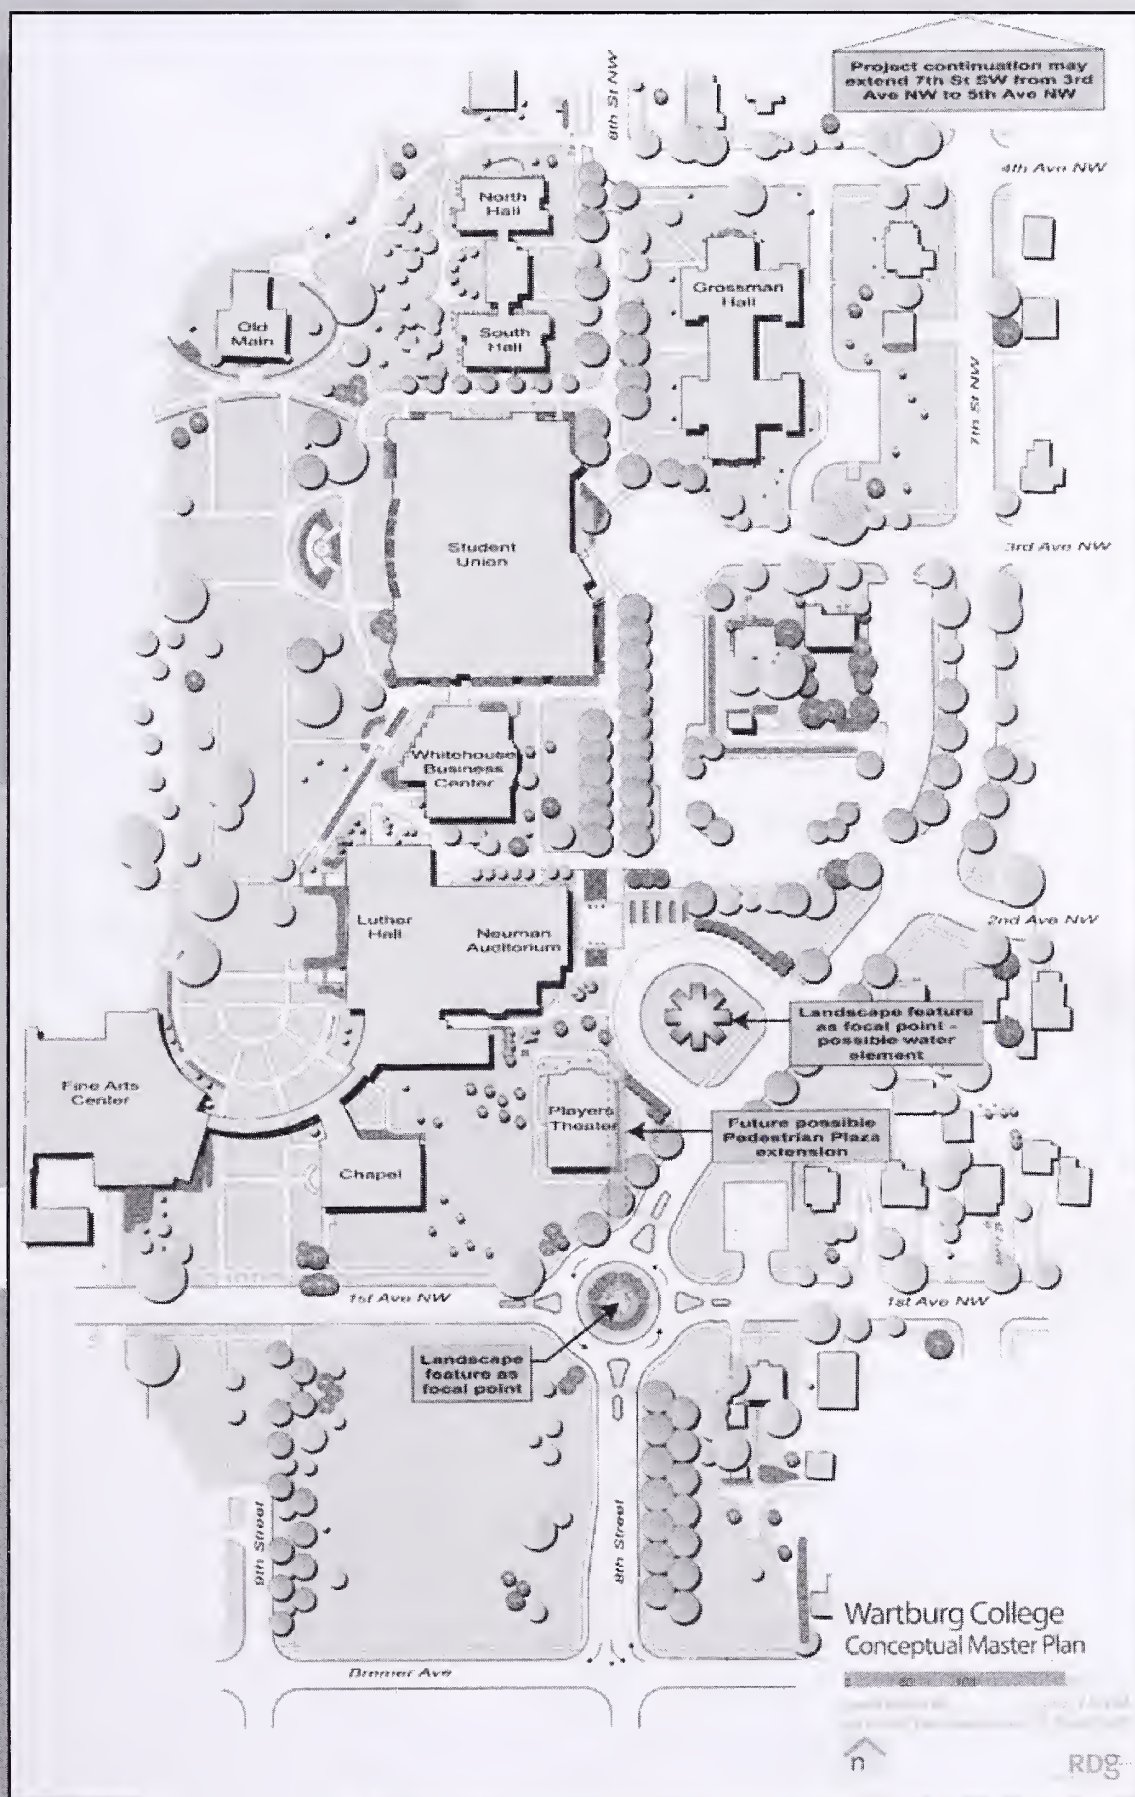 Project continuation may
extend 7th St SW from 3rd
Ave NW to 5th Ave NW
8th St NW
4th Ave NW
North
Hall
Grossman
Hall
Old
Main
South
Hall
7th St NW
Student
Union
3rd Ave NW
Whitehouse
Business
Center
Luther
Hall
Neuman
Auditorium
2nd Ave NW
Landscape feature
as focal point -
possible water
element
Fine Arts
Center
Players
Theater
Future possible
Pedestrian Plaza
extension
Chapel
1st Ave NW
1st Ave NW
Landscape
feature as
focal point
9th Street
8th Street
Wartburg College
Conceptual Master Plan
Bremer Ave
n
RDg